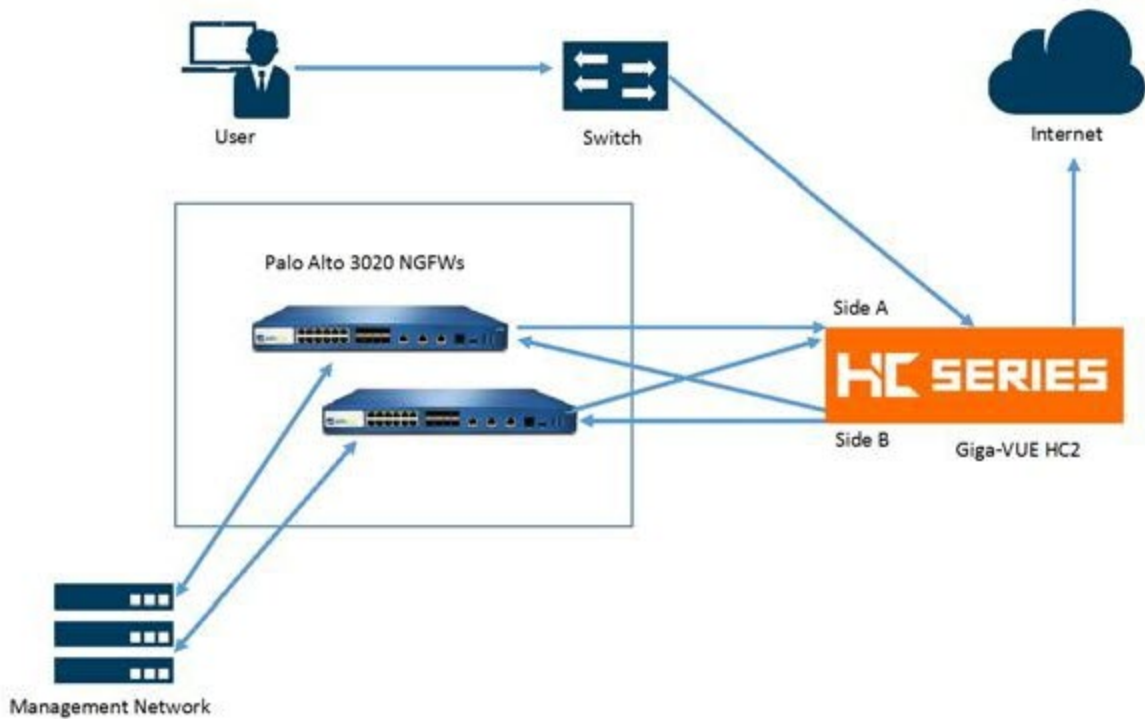 User
Switch
Internet
Palo Alto 3020 NGFWs
Side A
HC SERIES
Side B
Giga-VUE HC2
Management Network